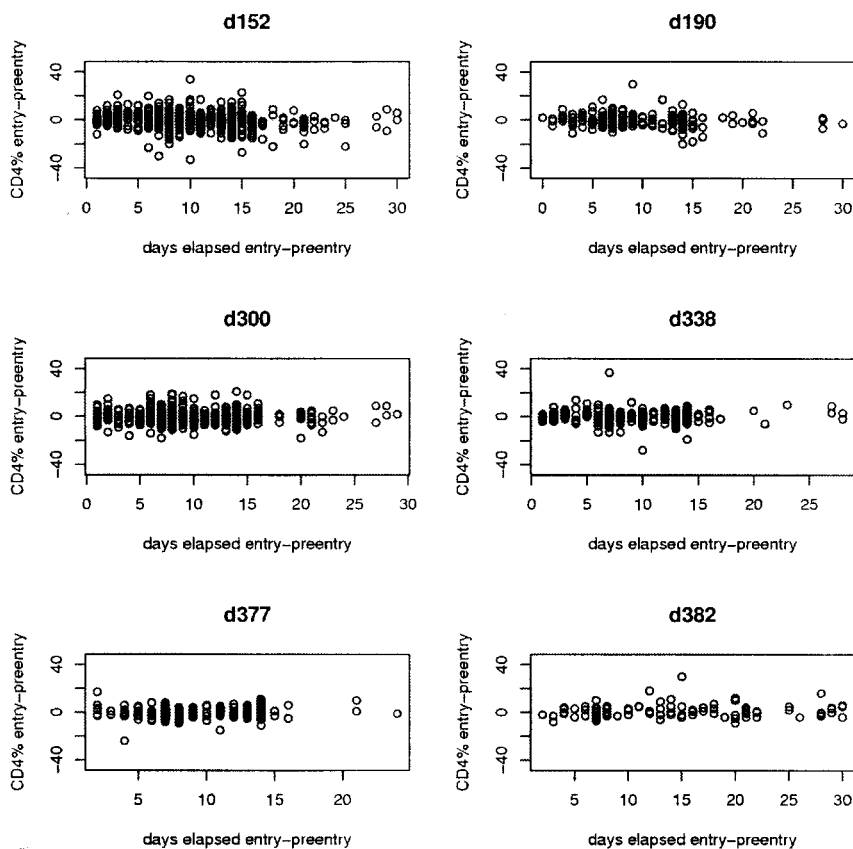 d152
CD4% entry-preentry
40
0
-40
0 5 10 15 20 25 30
days elapsed entry-preentry
d190
CD4% entry-preentry
40
0
-40
0 5 10 15 20 25 30
days elapsed entry-preentry
d300
CD4% entry-preentry
40
0
-40
0 5 10 15 20 25 30
days elapsed entry-preentry
d338
CD4% entry-preentry
40
0
-40
5 10 15 20 25
days elapsed entry-preentry
d377
CD4% entry-preentry
40
0
-40
5 10 15 20
days elapsed entry-preentry
d382
CD4% entry-preentry
40
0
-40
5 10 15 20 25 30
days elapsed entry-preentry